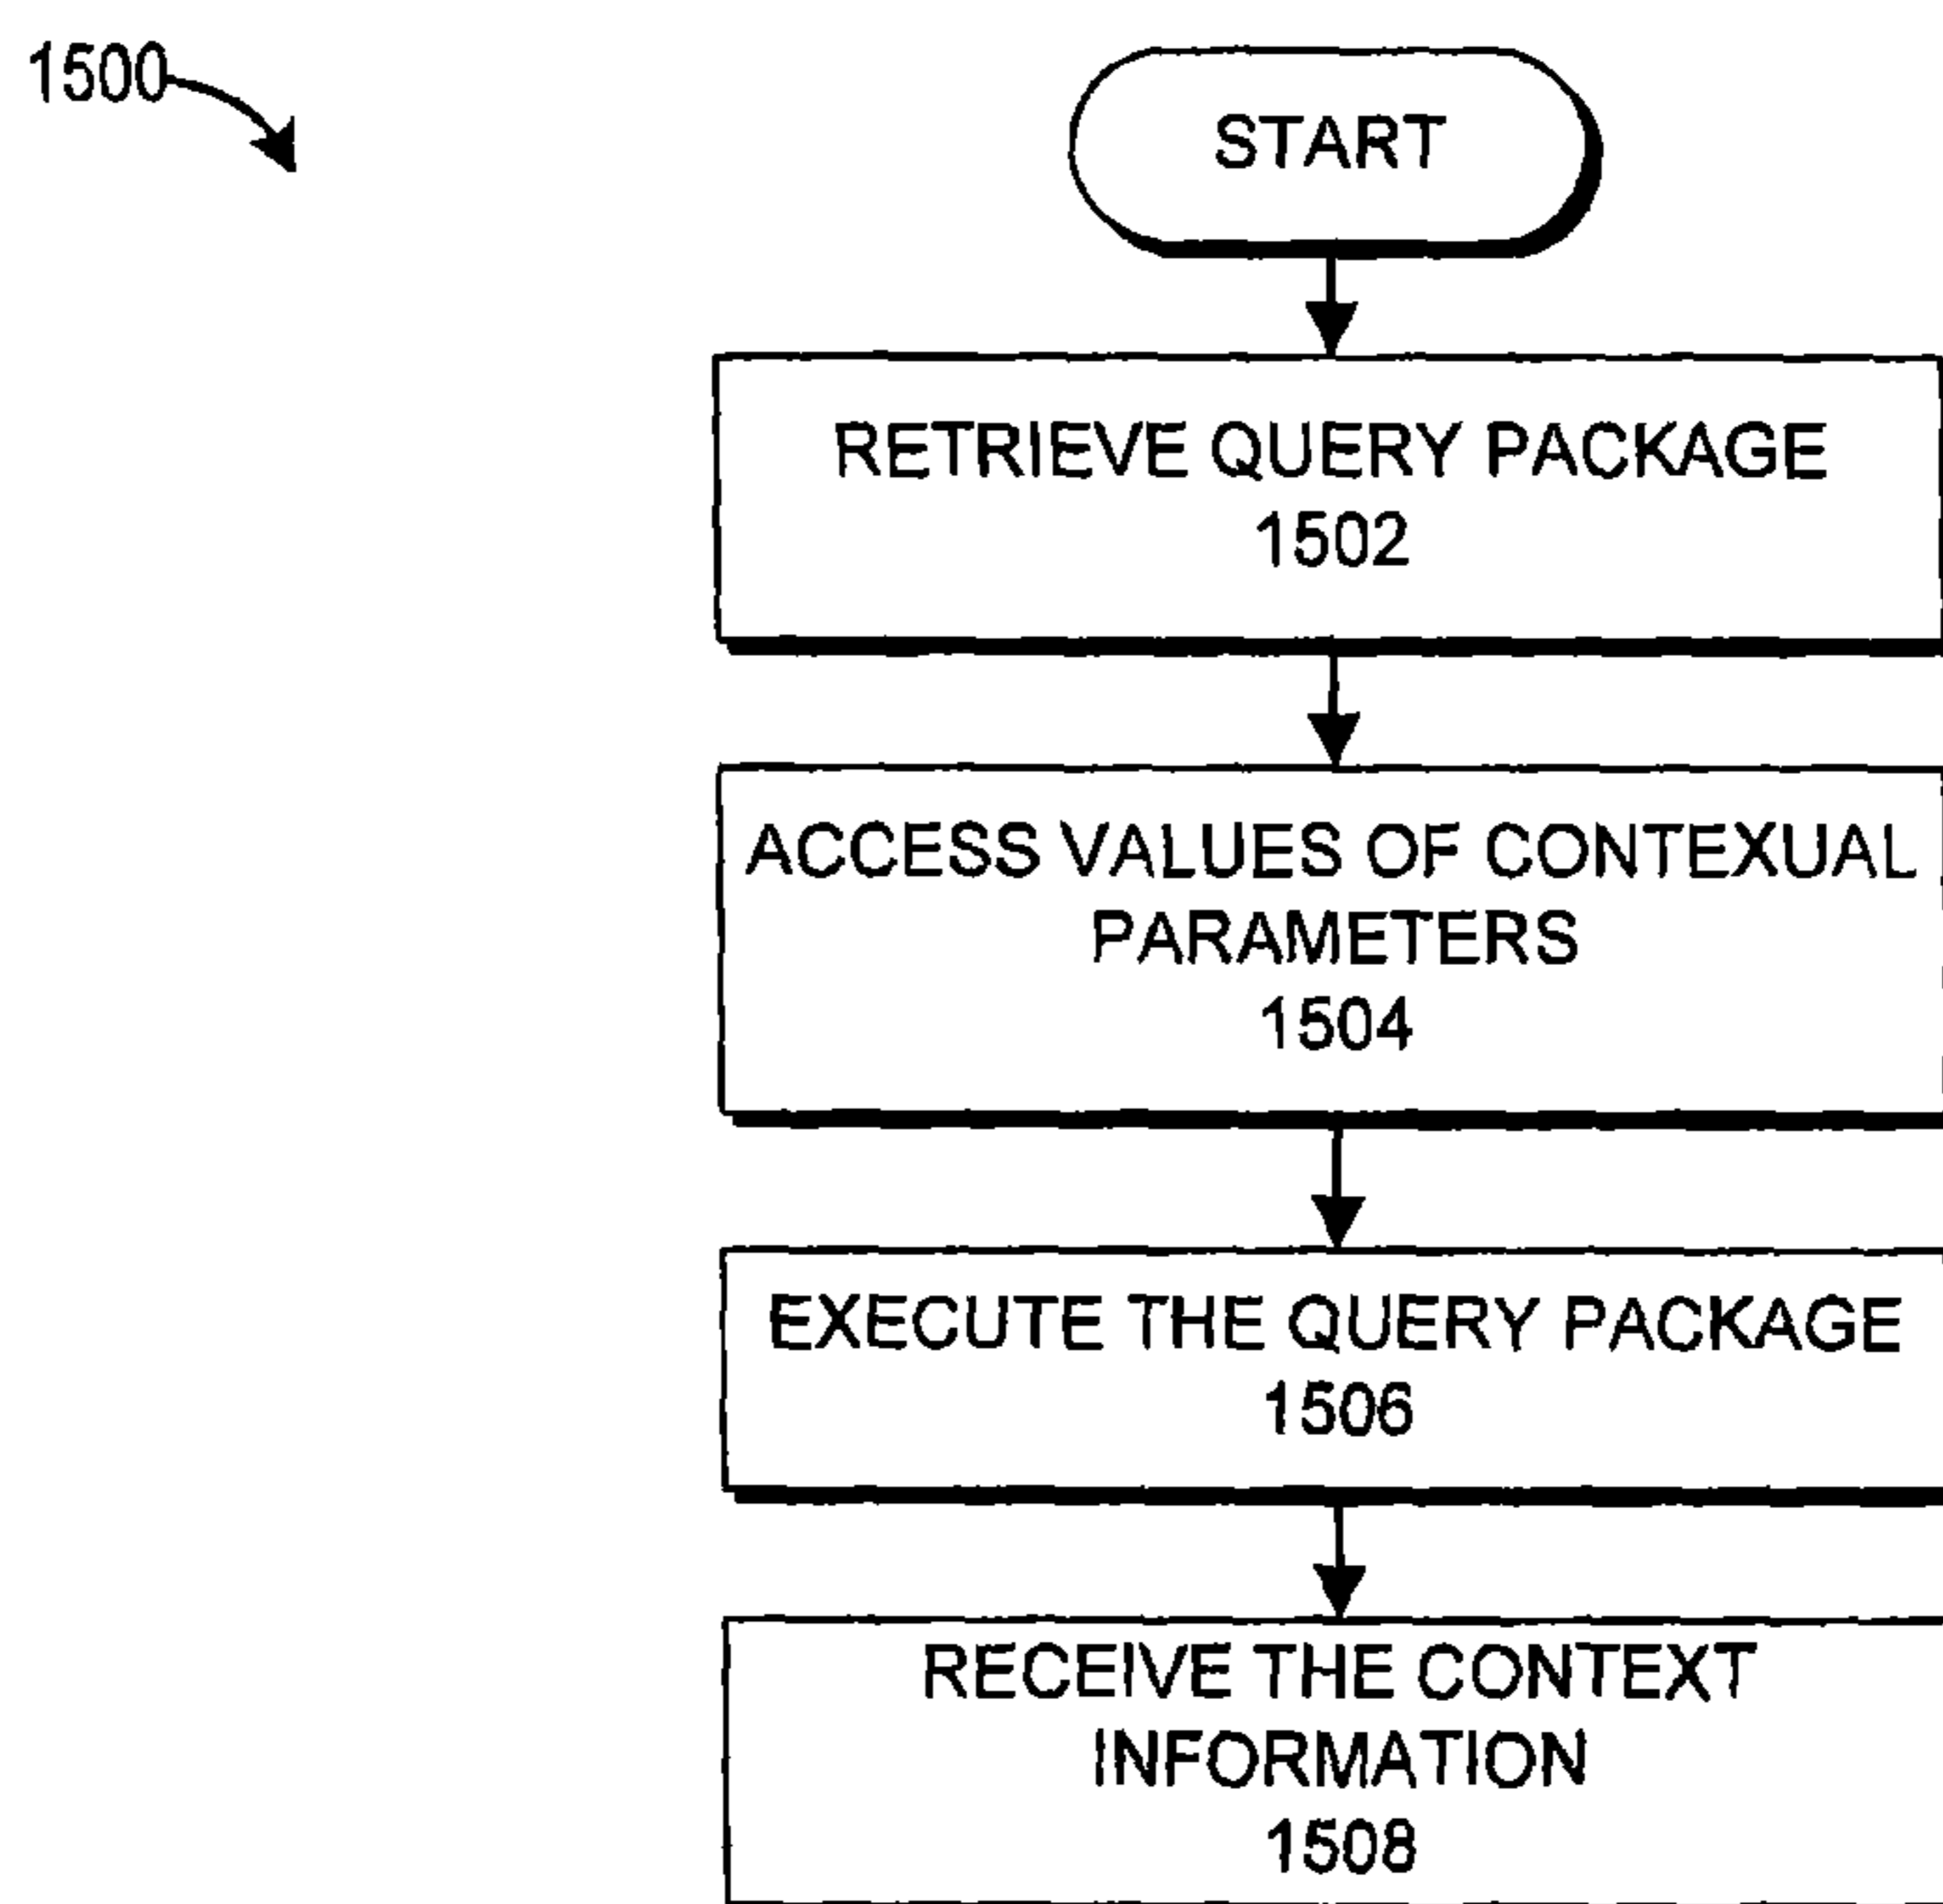 1500
START
RETRIEVE QUERY PACKAGE
1502
ACCESS VALUES OF CONTEXUAL
PARAMETERS
1504
EXECUTE THE QUERY PACKAGE
1506
RECEIVE THE CONTEXT
INFORMATION
1508